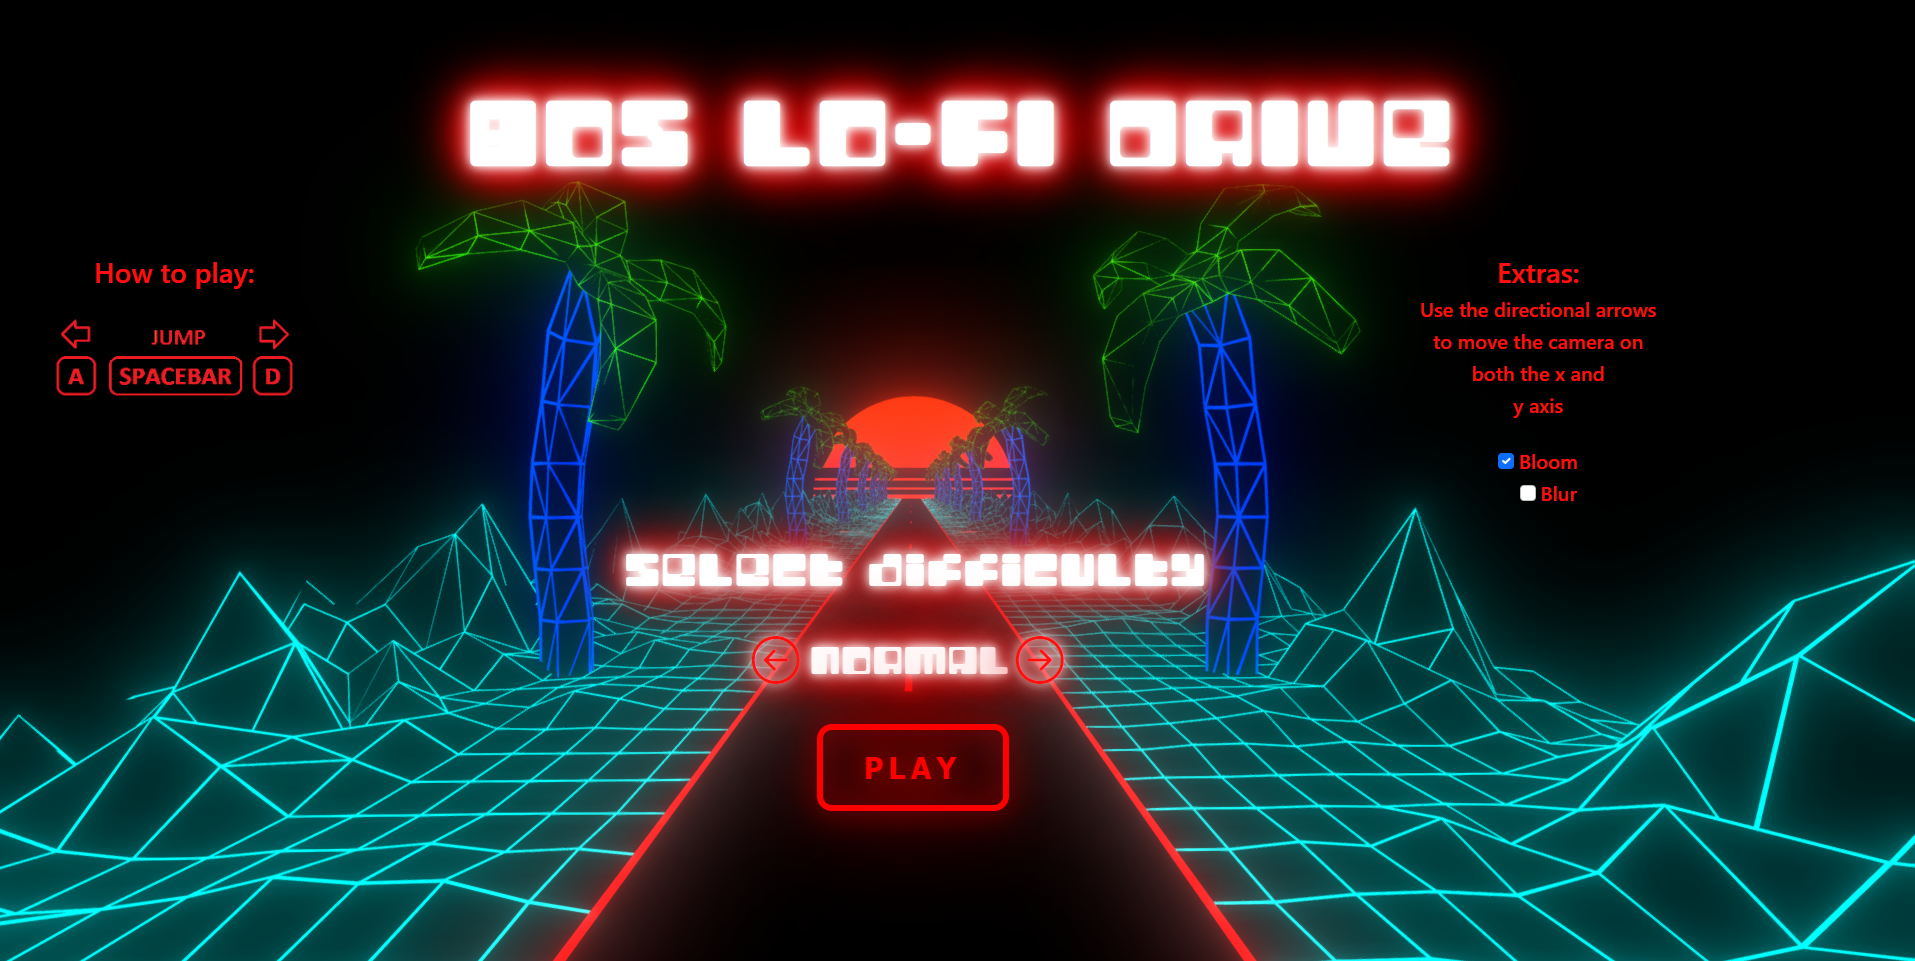 80s Lo-Fi Drive
How to play:
JUMP
A SPACEBAR D
Extras:
Use the directional arrows
to move the camera on
both the x and
y axis
Bloom
Blur
Select difficulty
normal
PLAY